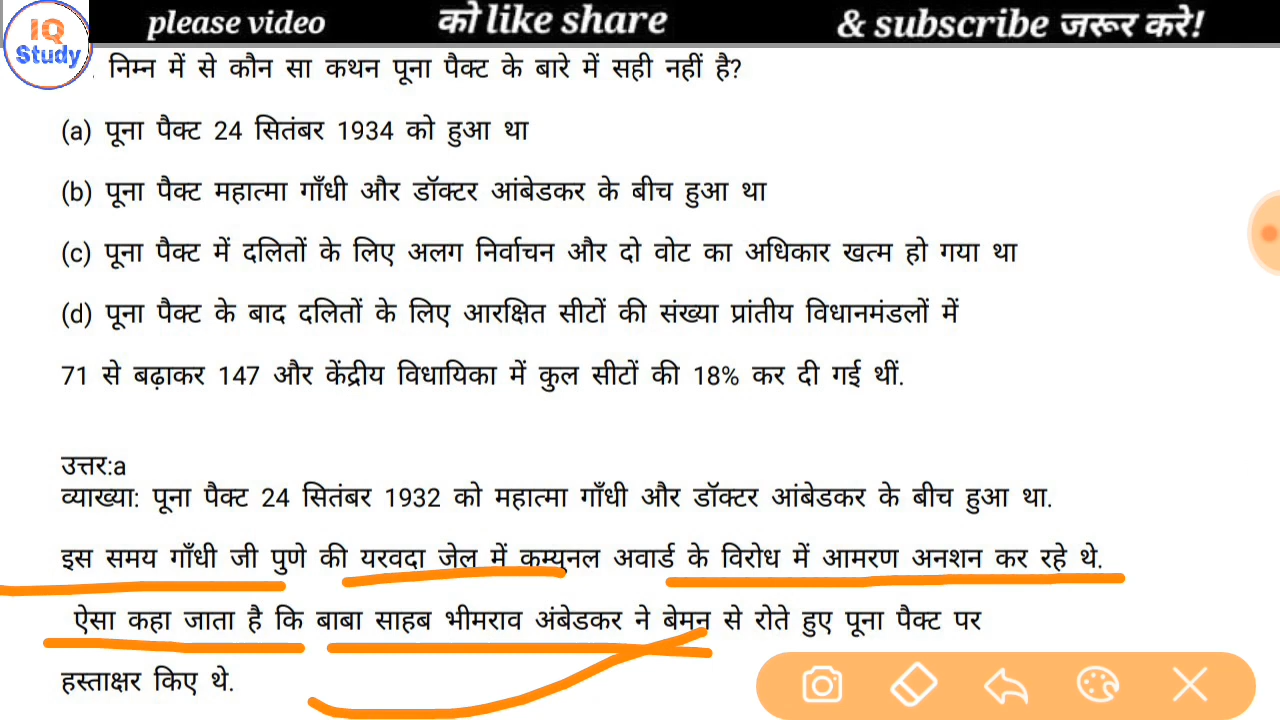 please video को like share & subscribe जरूर करे!
IQ
Study
. निम्न में से कौन सा कथन पूना पैक्ट के बारे में सही नहीं है?
(a) पूना पैक्ट 24 सितंबर 1934 को हुआ था
(b) पूना पैक्ट महात्मा गाँधी और डॉक्टर आंबेडकर के बीच हुआ था
(c) पूना पैक्ट में दलितों के लिए अलग निर्वाचन और दो वोट का अधिकार खत्म हो गया था
(d) पूना पैक्ट के बाद दलितों के लिए आरक्षित सीटों की संख्या प्रांतीय विधानमंडलों में
71 से बढ़ाकर 147 और केंद्रीय विधायिका में कुल सीटों की 18% कर दी गई थीं.
उत्तर:a
व्याख्या: पूना पैक्ट 24 सितंबर 1932 को महात्मा गाँधी और डॉक्टर आंबेडकर के बीच हुआ था.
इस समय गाँधी जी पुणे की यरवदा जेल में कम्युनल अवार्ड के विरोध में आमरण अनशन कर रहे थे.
ऐसा कहा जाता है कि बाबा साहब भीमराव अंबेडकर ने बेमन से रोते हुए पूना पैक्ट पर
हस्ताक्षर किए थे.